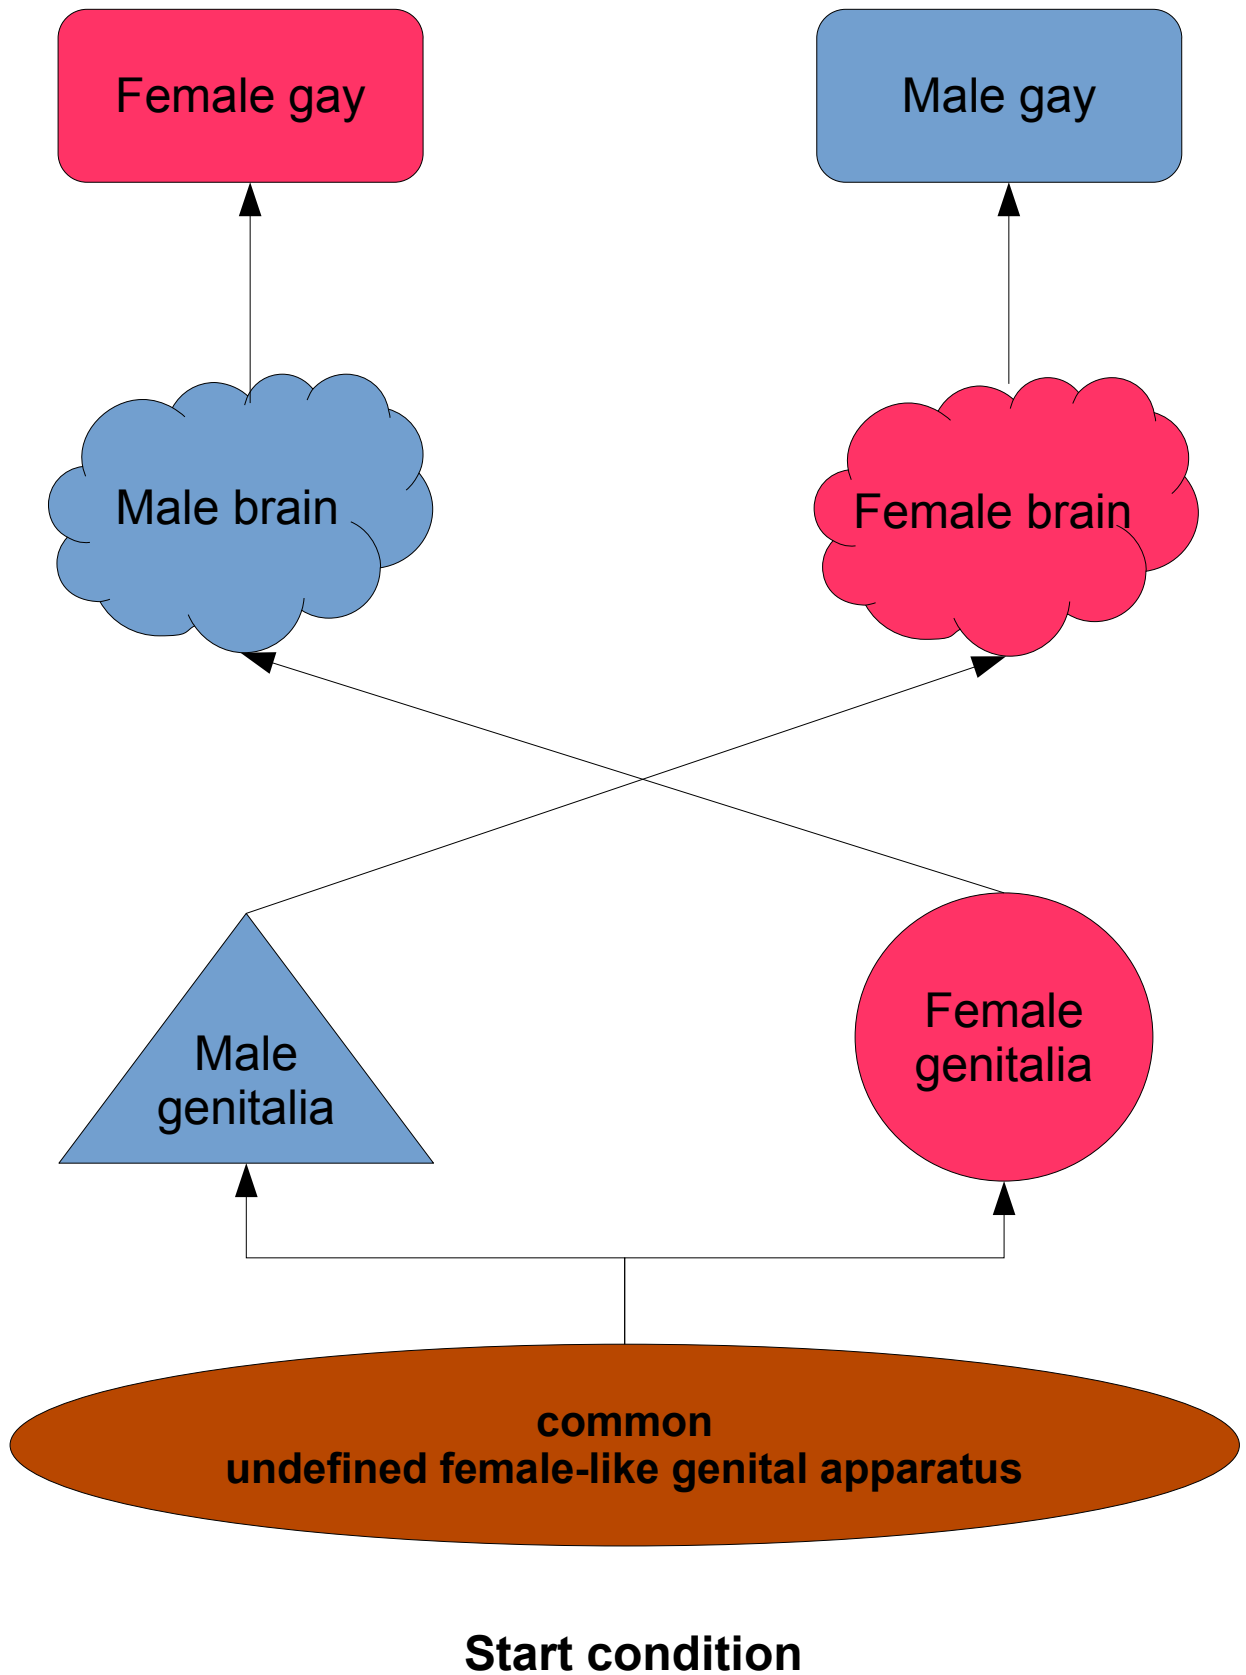 Female gay
Male gay
Male brain
Female brain
Male
genitalia
Female
genitalia
common
undefined female-like genital apparatus
Start condition